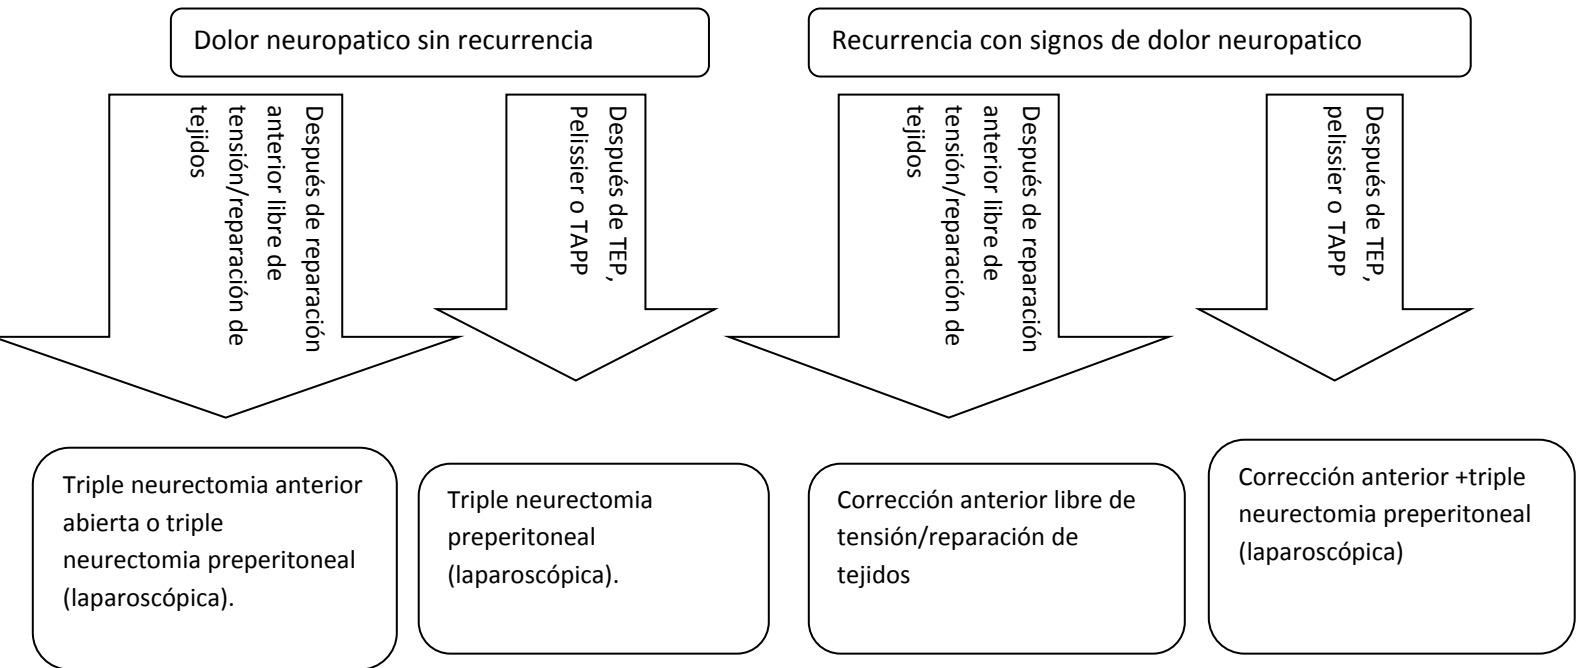 Dolor neuropatico sin recurrencia
Recurrencia con signos de dolor neuropatico
Después de reparación
anterior libre de
tensión/reparación de
tejidos
Después de TEP,
Pelissier o TAPP
Después de reparación
anterior libre de
tensión/reparación de
tejidos
Después de TEP,
pelissier o TAPP
Triple neurectomia anterior
abierta o triple
neurectomia preperitoneal
(laparoscópica).
Triple neurectomia
preperitoneal
(laparoscópica).
Corrección anterior libre de
tensión/reparación de
tejidos
Corrección anterior +triple
neurectomia preperitoneal
(laparoscópica)